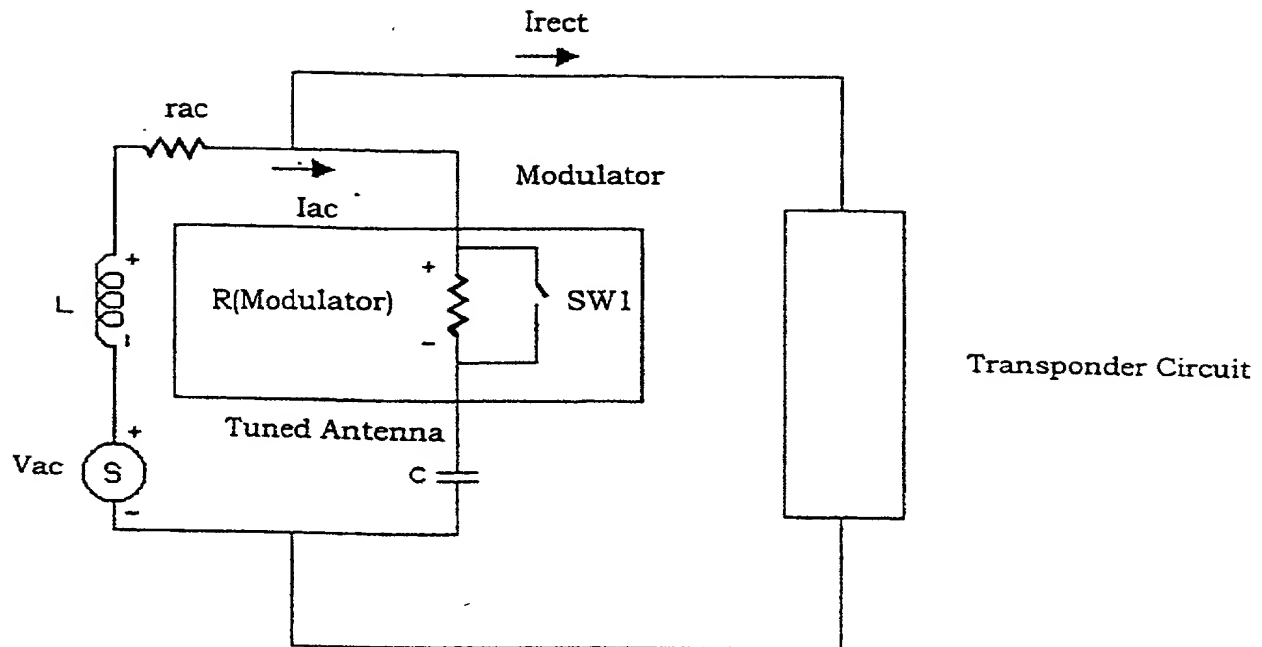 Irect
rac
Modulator
Iac
+
+
L
R(Modulator)
SW1
-
Transponder Circuit
Tuned Antenna
+
Vac
S
C
-